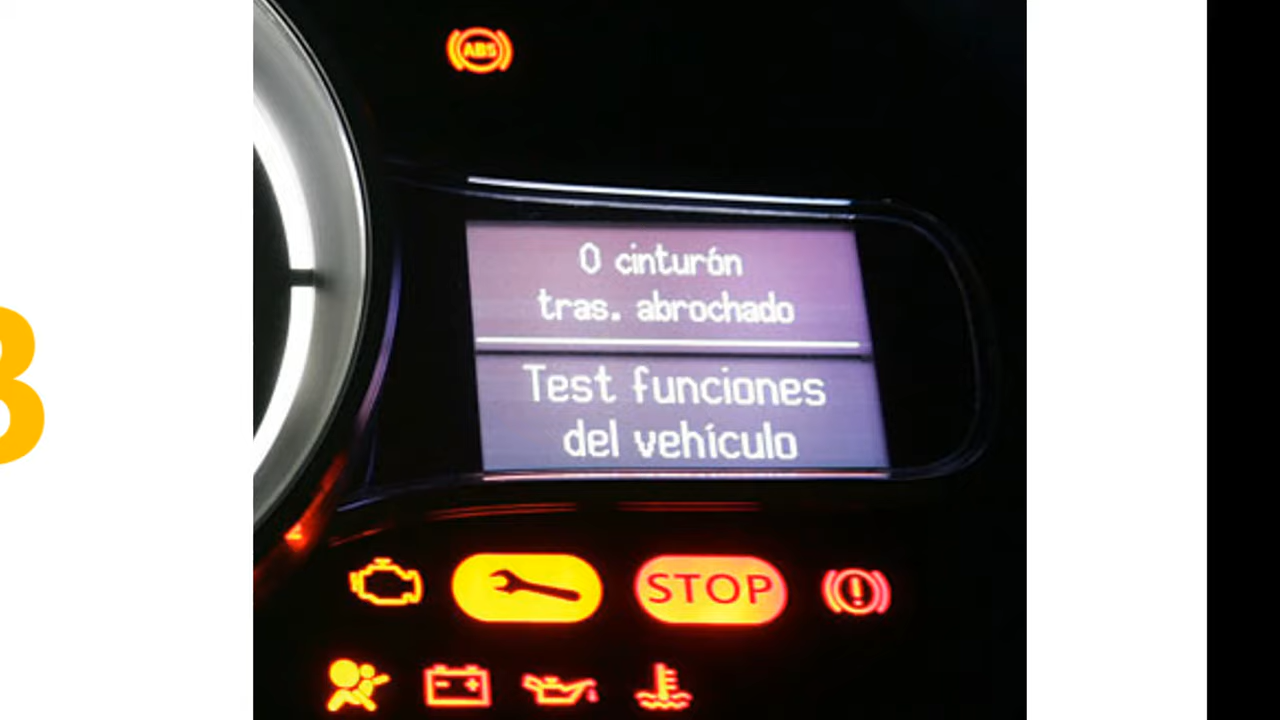 ABS
0 cinturón
tras. abrochado
Test funciones
del vehículo
STOP